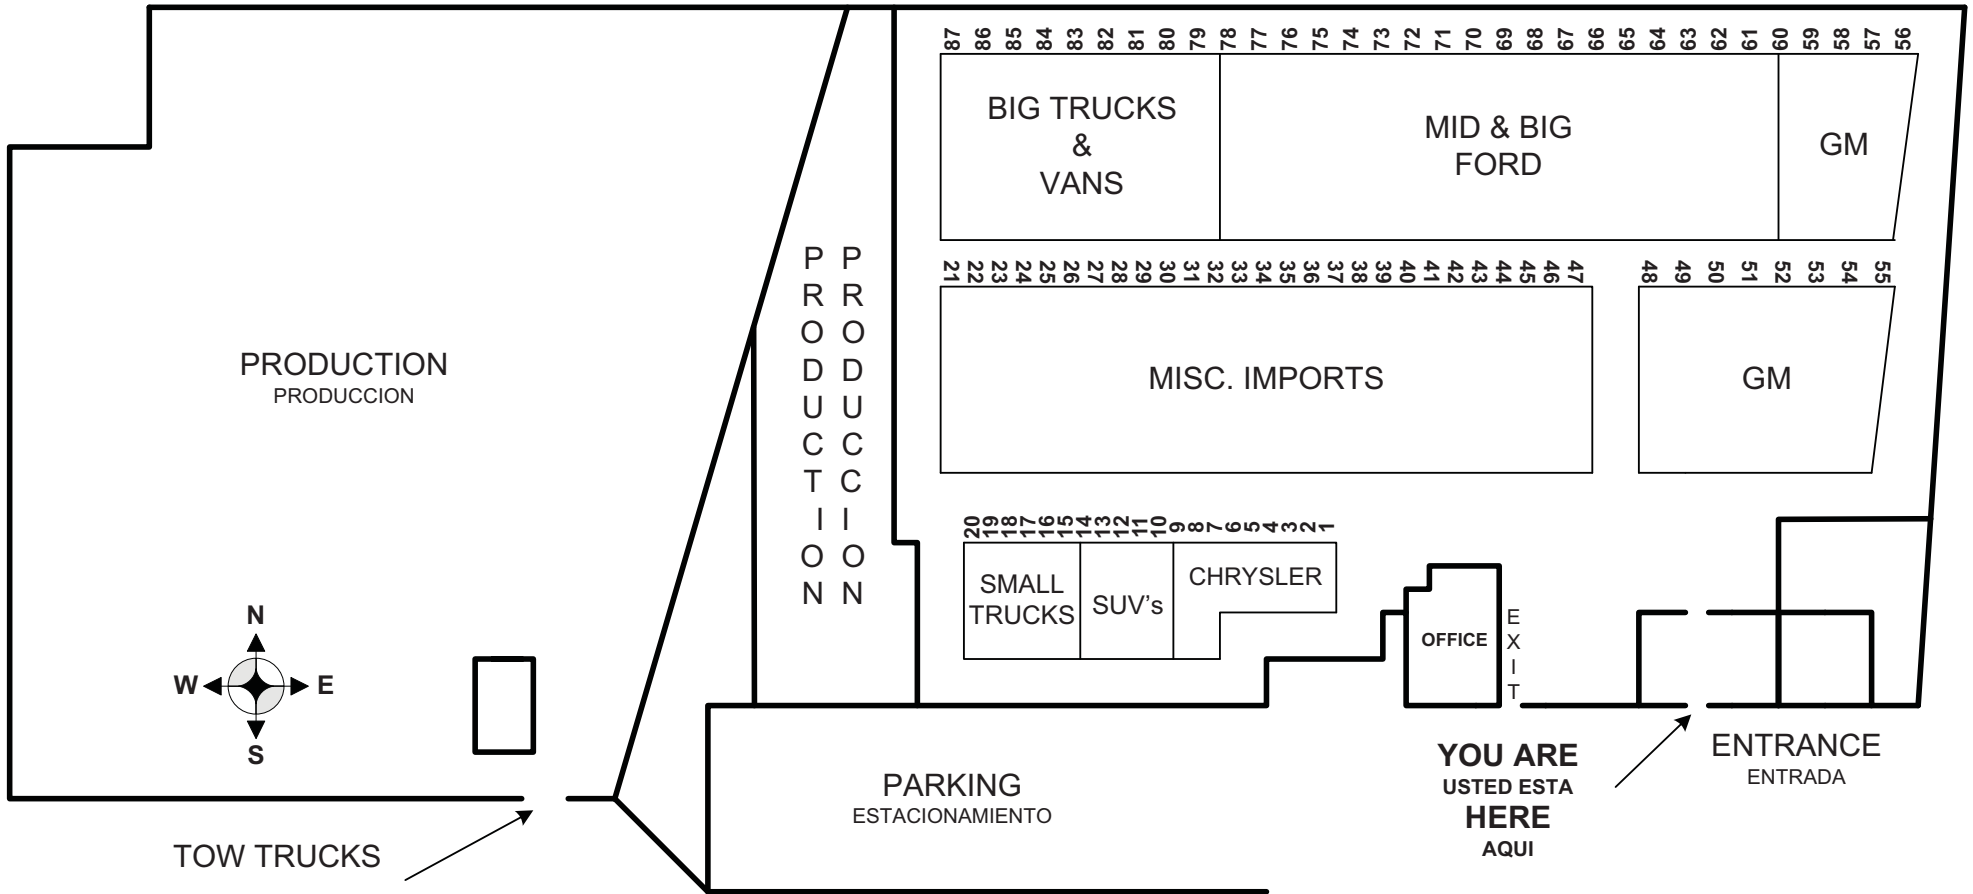 87 86 85 84 83 82 81 80 79 78 77 76 75 74 73 72 71 70 69 68 67 66 65 64 63 62 61 60 59 58 57 56
BIG TRUCKS
&
VANS
MID & BIG
FORD
GM
21 22 23 24 25 26 27 28 29 30 31 32 33 34 35 36 37 38 39 40 41 42 43 44 45 46 47
48 49 50 51 52 53 54 55
MISC. IMPORTS
GM
PRODUCTION
PRODUCCION
PRODUCTION
PRODUCCION
20 19 18 17 16 15 14 13 12 11 10 9 8 7 6 5 4 3 2 1
SMALL
TRUCKS
SUV's
CHRYSLER
OFFICE
EXIT
N
W
E
S
PARKING
ESTACIONAMIENTO
YOU ARE
USTED ESTA
HERE
AQUI
ENTRANCE
ENTRADA
TOW TRUCKS